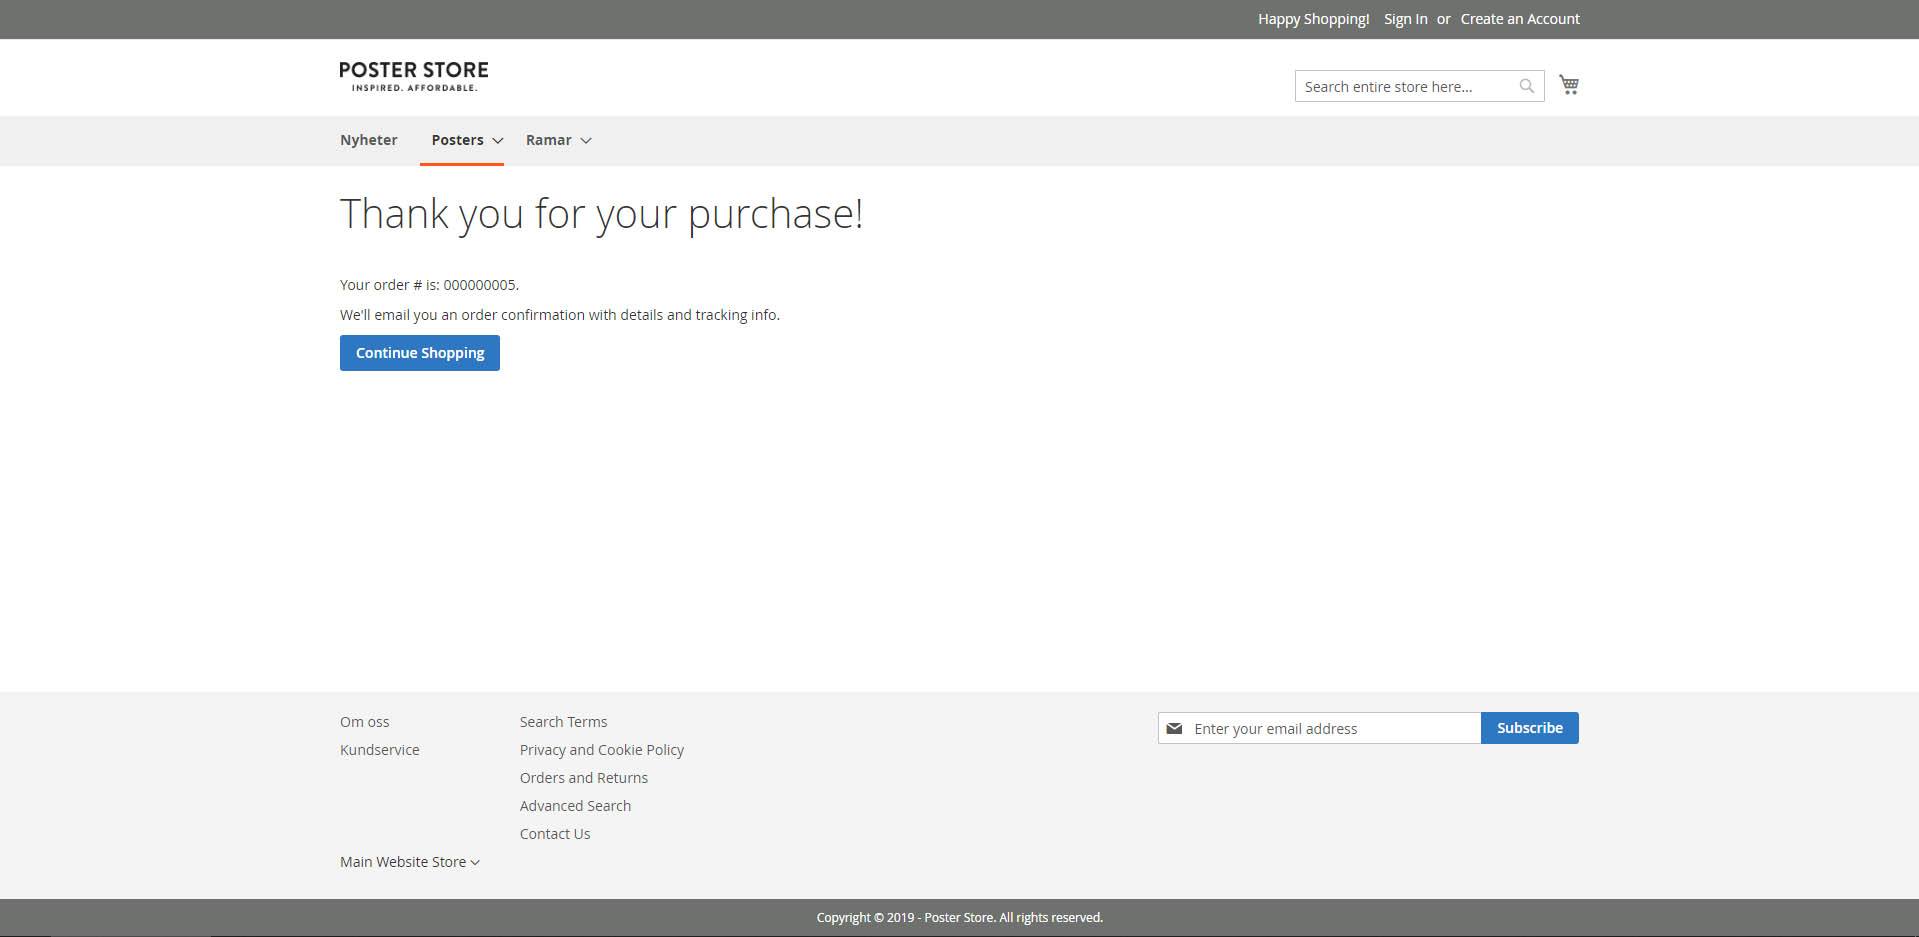 Happy Shopping! Sign In or Create an Account
POSTER STORE
INSPIRED. AFFORDABLE.
Search entire store here...
Nyheter Posters Ramar
Thank you for your purchase!
Your order # is: 000000005.
We'll email you an order confirmation with details and tracking info.
Continue Shopping
Om oss
Kundservice
Search Terms
Privacy and Cookie Policy
Orders and Returns
Advanced Search
Contact Us
Enter your email address Subscribe
Main Website Store
Copyright © 2019 - Poster Store. All rights reserved.